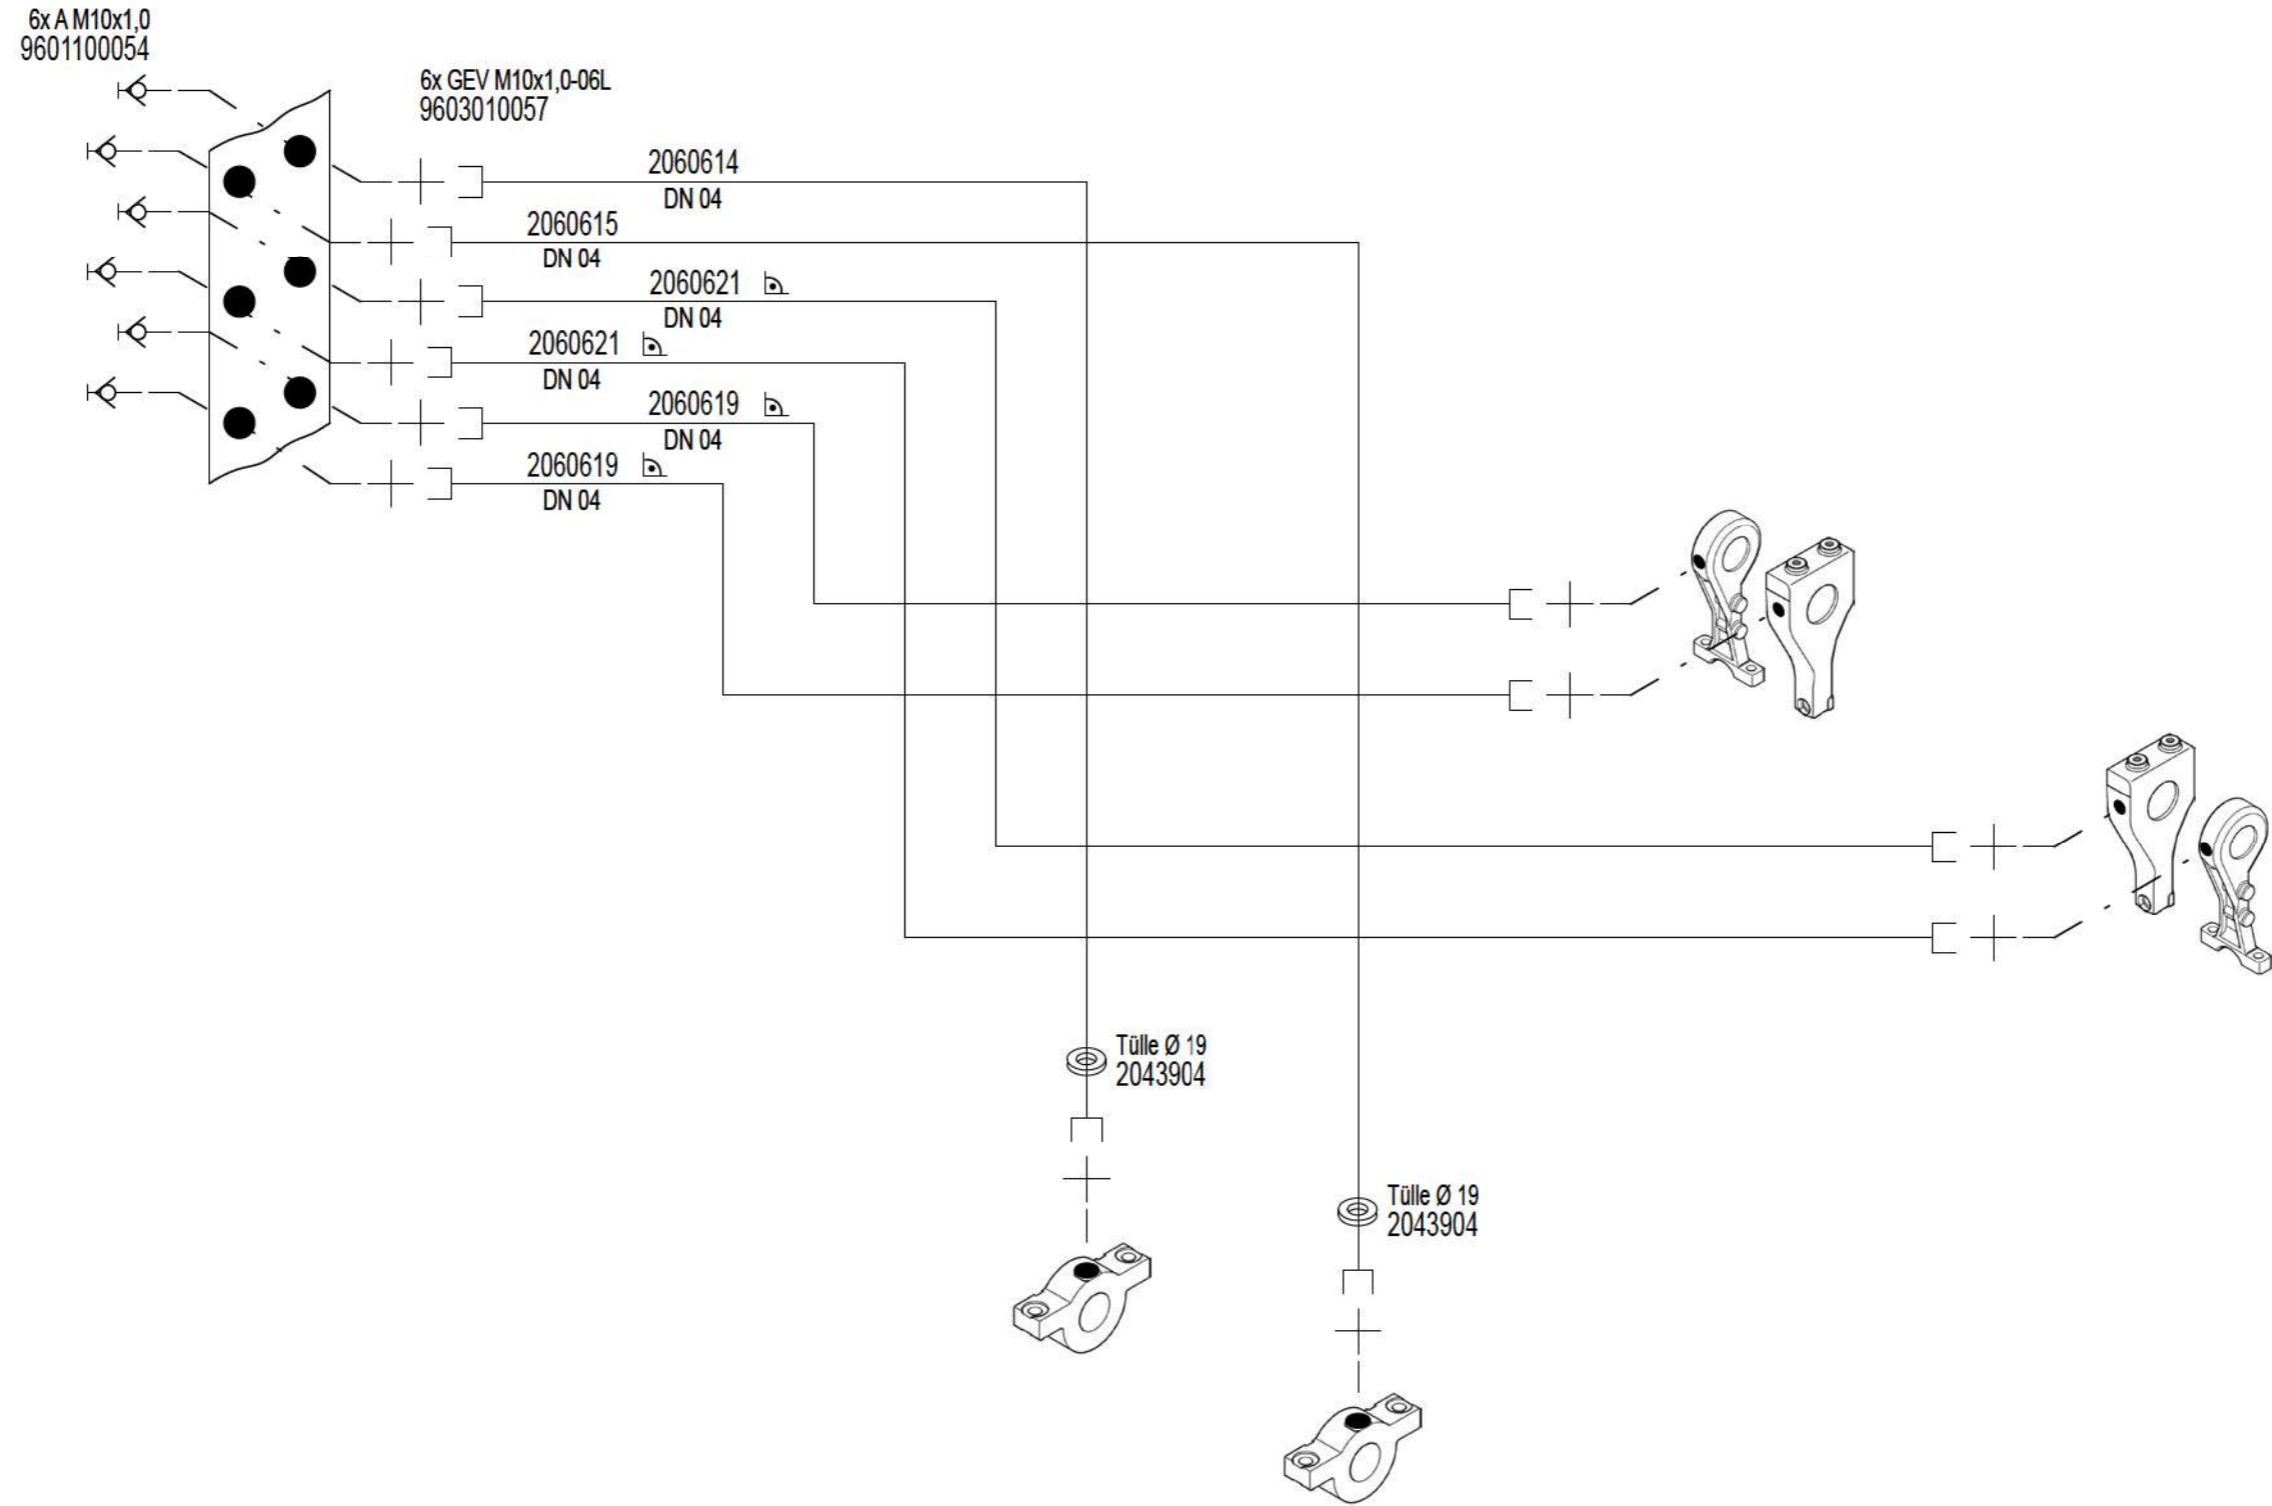 6x A M10x1,0
9601100054
6x GEV M10x1,0-06L
9603010057
2060614
DN 04
2060615
DN 04
2060621
DN 04
2060621
DN 04
2060619
DN 04
2060619
DN 04
Tülle Ø 19
2043904
Tülle Ø 19
2043904